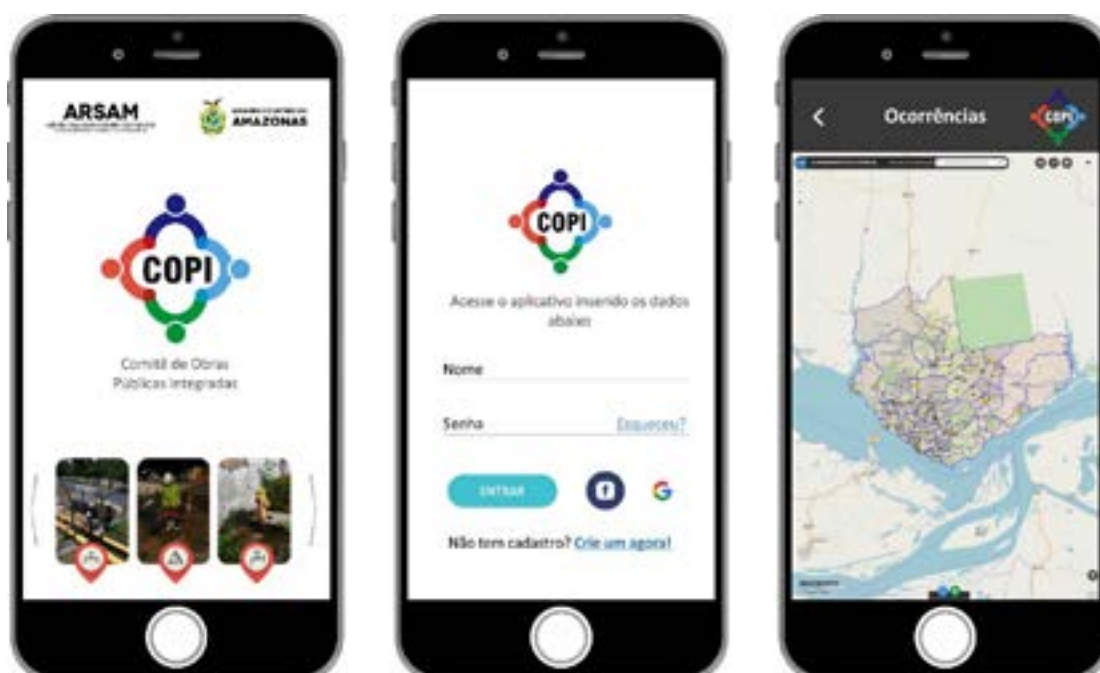 ARSAM
AMAZONAS
COPI
Comitê de Obras
Públicas Integradas
COPI
Acesse o aplicativo inserido os dados
abaixo
Nome
Senha
Esqueceu?
ENTRAR
Não tem cadastro? Crie um agora!
Ocorrências
COPI